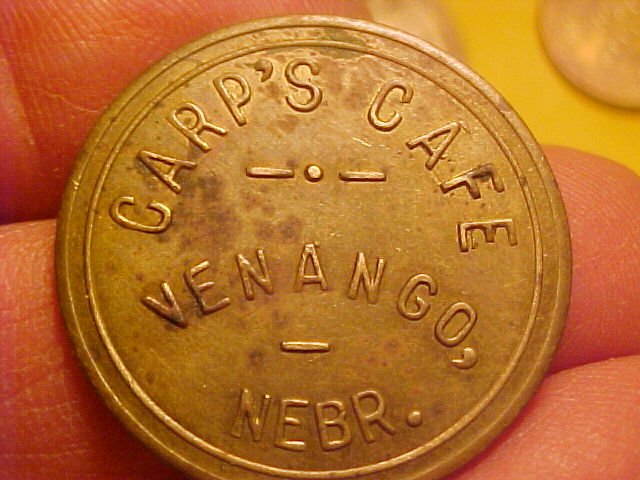 CARP'S CAFE
VENANGO,
NEBR.